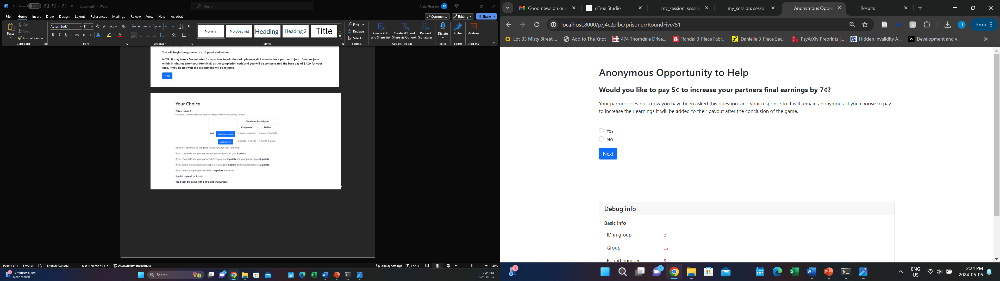 AutoSave Off Document1 - Word Search Aleta Pleasant AP
File Home Insert Draw Design Layout References Mailings Review View Help Acrobat Comments Editing Share
Paste Cut Copy Format Painter
Clipboard
Aptos (Body) 11
Font
Paragraph
Normal No Spacing Heading Heading 2 Title
Styles
Find Replace Select
Editing
Create PDF and Share link Create PDF and Share via Outlook Request Signatures
Adobe Acrobat
Dictate
Voice
Editor
Editor
Add-ins
Add-ins
You will begin the game with a 10 point endowment.
NOTE: It may take a few minutes for a partner to join the task, please wait 5 minutes for a partner to join. If no one joins
within 5 minutes enter your Prolific ID as the completion code and you will be compensated the base pay of $1.09 for your
time. If you do not wait the assignment will be rejected.
Next
Your Choice
This is round 1.
Once you have made your decision, select the corresponding button.
The Other Participant
Cooperate Defect
You I will cooperate 4 points, 4 points -2 points, 8 points
I will defect 8 points, -2 points 0 points, 0 points
Below is a reminder of the game instructions for your reference.
If you cooperate and your partner cooperates you both gain 4 points
If you cooperate and your partner defects you lose 2 points and your partner gains 8 points
If you defect and your partner cooperates you gain 8 points and your partner loses 2 points
If you defect and your partner defects 0 points are earned
1 point is equal to 1 cent.
You begin the game with a 10 point endowment.
Page 1 of 1 3 words English (Canada) Text Predictions: On Accessibility: Investigate Display Settings Focus 120%
1 Tomorrow's low
Near record
Search
1
2:24 PM
2024-05-05
Good news on our oTree Studio my_session: sessio my_session: sessio Anonymous Oppo Results
localhost:8000/p/j4c2plbc/prisoner/RoundFive/51 J Error
Lot-33 Misty Street,... Add to The Knot 474 Thorndale Drive... Randal 3-Piece Fabr... Danielle 3-Piece Sec... PsyArXiv Preprints |... Hidden Invalidity A... Development and v...
Anonymous Opportunity to Help
Would you like to pay 5¢ to increase your partners final earnings by 7¢?
Your partner does not know you have been asked this question, and your response to it will remain anonymous. If you choose to pay
to increase their earnings it will be added to their payout after the conclusion of the game.
Yes
No
Next
Debug info
Basic info
ID in group 2
Group 12
Round number 5
1
1
ENG
US
2:24 PM
2024-05-05